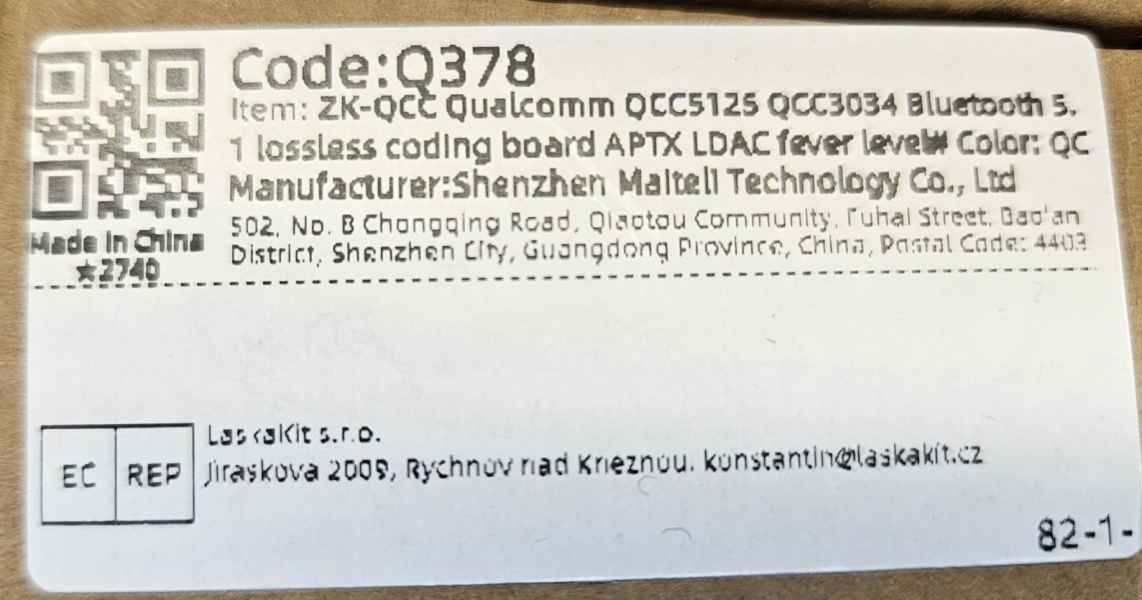 Code:Q378
Item: ZK-QCC Qualcomm QCC5125 QCC3034 Bluetooth 5.
1 lossless coding board APTX LDAC fever level# Color: QC
Manufacturer:Shenzhen Maiteli Technology Co., Ltd
502, No. B Chongqing Road, Qiaotou Community, Fuhai Street, Bao'an
District, Shenzhen City, Guangdong Province, China, Postal Code: 4403
Made In China
★2740
EC REP
LaskaKit s.r.o.
Jiraskova 2009, Rychnov nad Kneznou. konstantin@laskakit.cz
82-1-